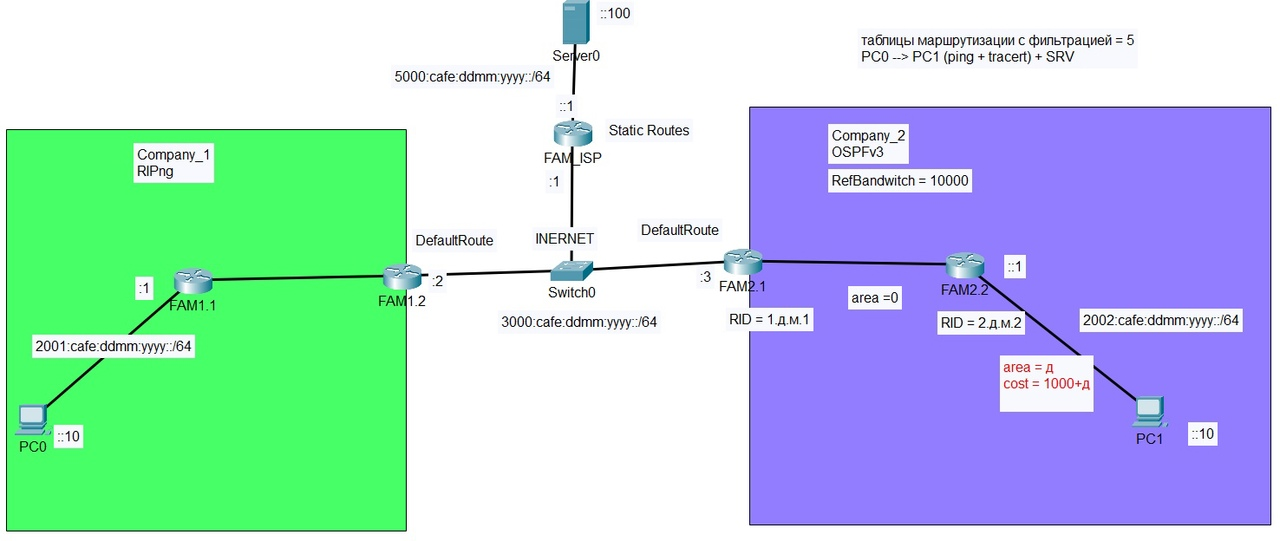 ::100
Server0
таблицы маршрутизации с фильтрацией = 5
PC0 --> PC1 (ping + tracert) + SRV
5000:cafe:ddmm:yyyy::/64
::1
Static Routes
FAM_ISP
:1
Company_1
RIPng
Company_2
OSPFv3
RefBandwitch = 10000
DefaultRoute
INERNET
DefaultRoute
:1
FAM1.1
FAM1.2
:2
Switch0
:3
FAM2.1
FAM2.2
::1
area =0
3000:cafe:ddmm:yyyy::/64
RID = 1.д.м.1
RID = 2.д.м.2
2002:cafe:ddmm:yyyy::/64
2001:cafe:ddmm:yyyy::/64
area = д
cost = 1000+д
PC0
::10
PC1
::10